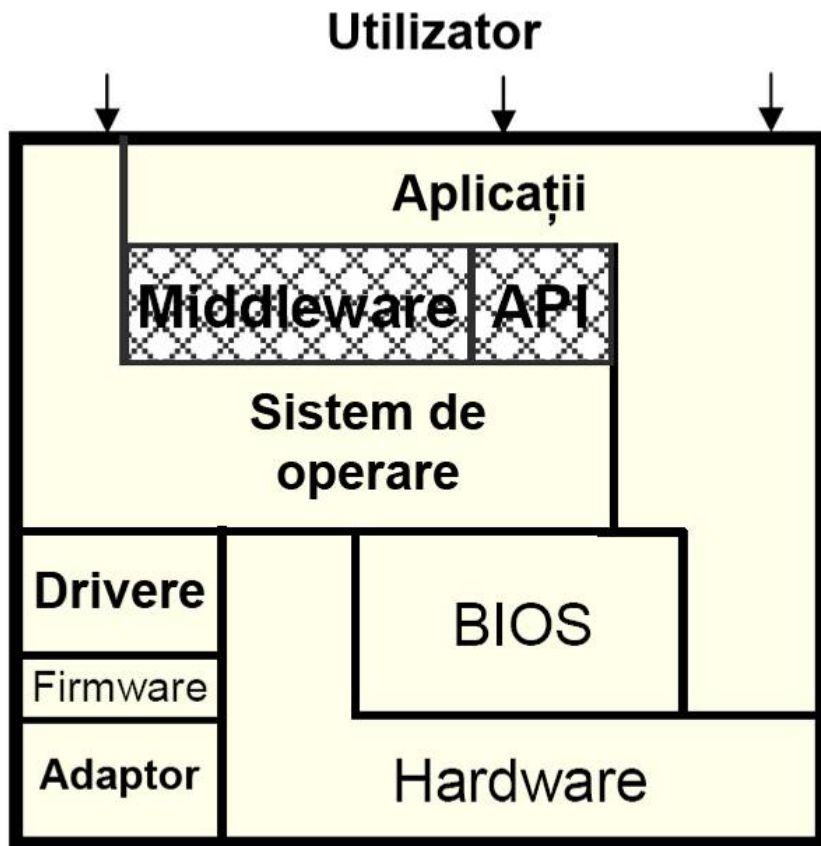 Utilizator
Aplicații
Middleware API
Sistem de
operare
Drivere
BIOS
Firmware
Adaptor
Hardware